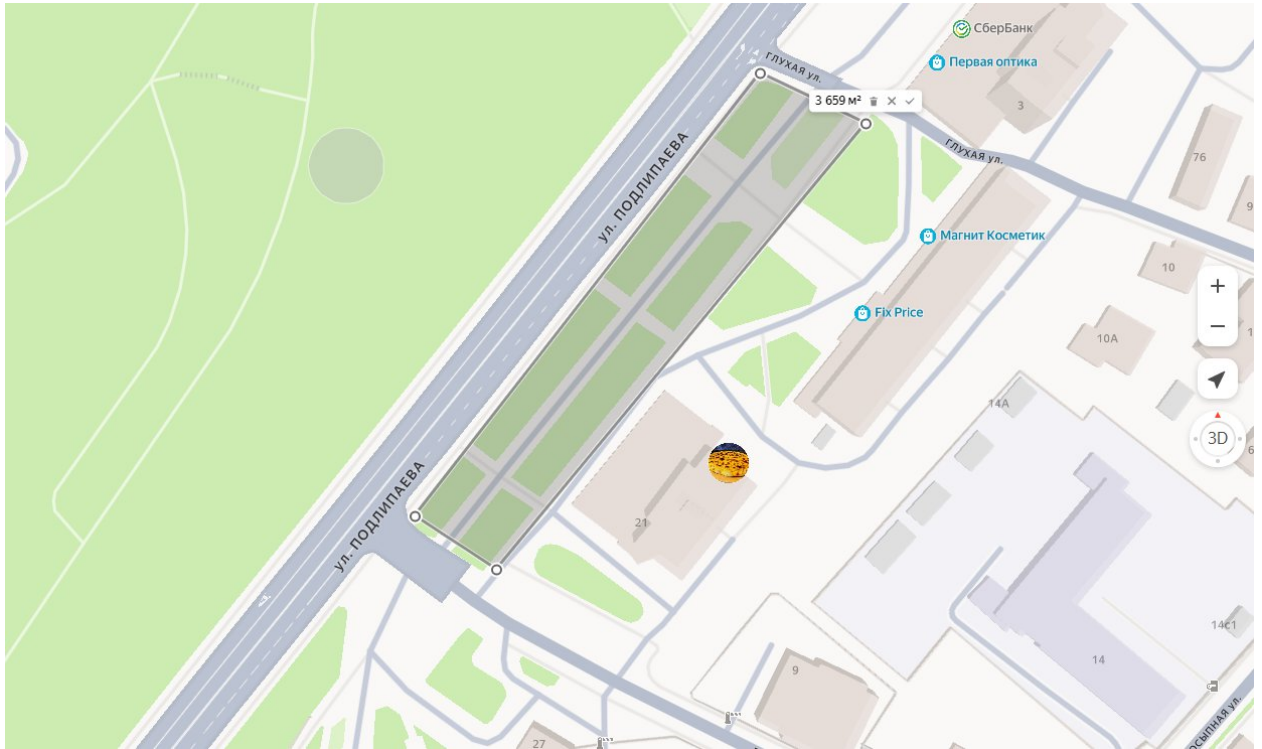 СберБанк
Первая оптика
ГЛУХАЯ ул.
3 659 м²
3
ул. ПОДЛИПАЕВА
ГЛУХАЯ ул.
76
9
Магнит Косметик
10
Fix Price
10А
14А
3D
21
ул. ПОДЛИПАЕВА
14с1
14
9
27